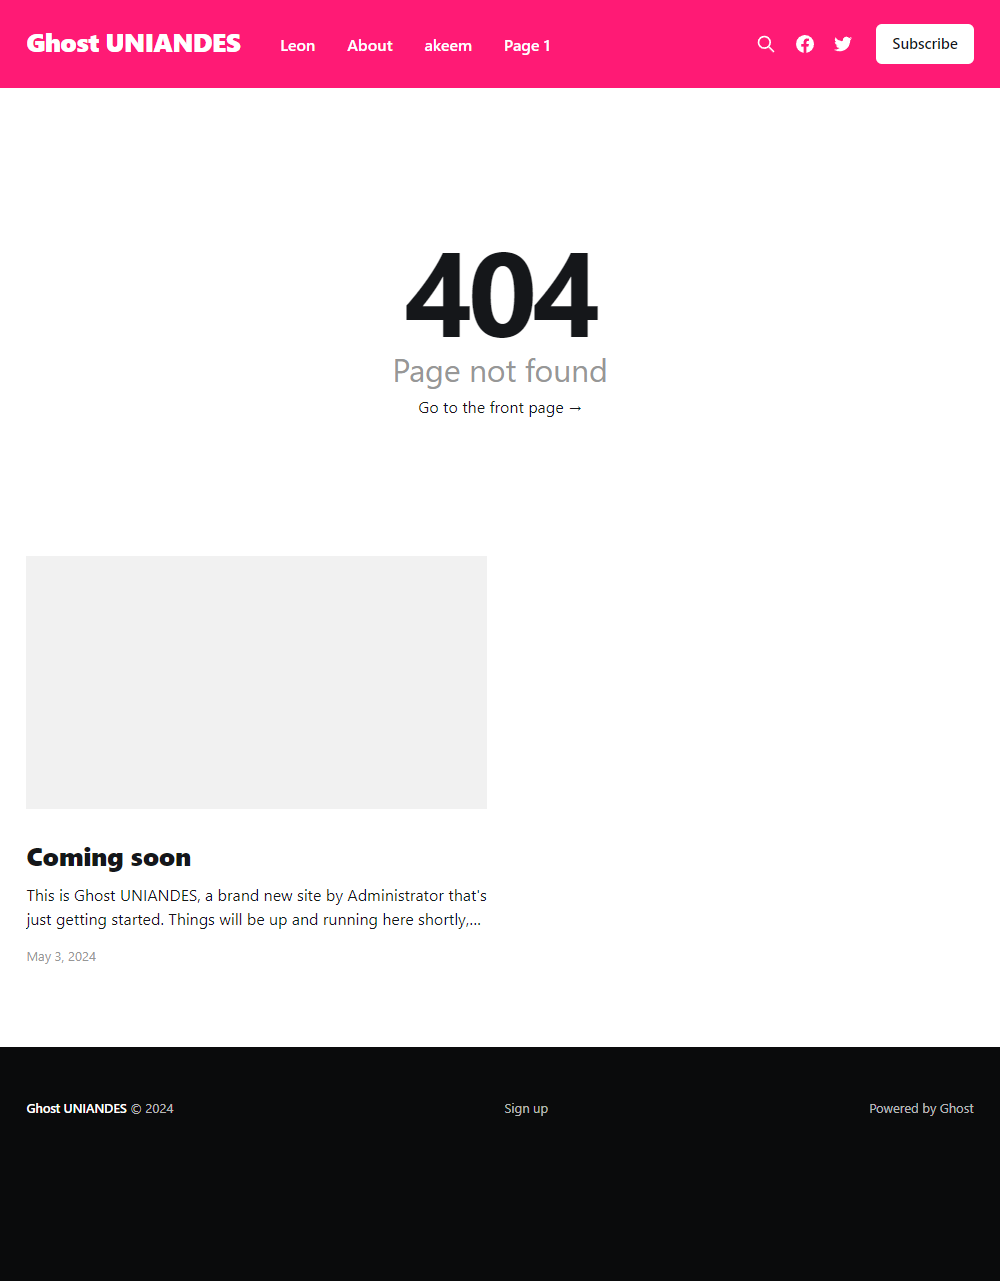 Ghost UNIANDES
Leon
About
akeem
Page 1
Subscribe
404
Page not found
Go to the front page →
Coming soon
This is Ghost UNIANDES, a brand new site by Administrator that's
just getting started. Things will be up and running here shortly,...
May 3, 2024
Ghost UNIANDES © 2024
Sign up
Powered by Ghost